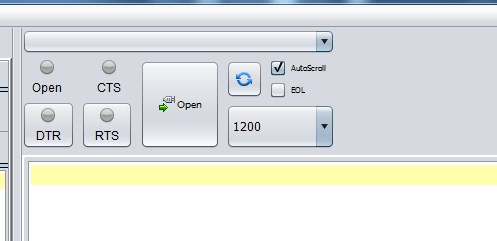 Open CTS
DTR RTS
Open
AutoScroll
EOL
1200